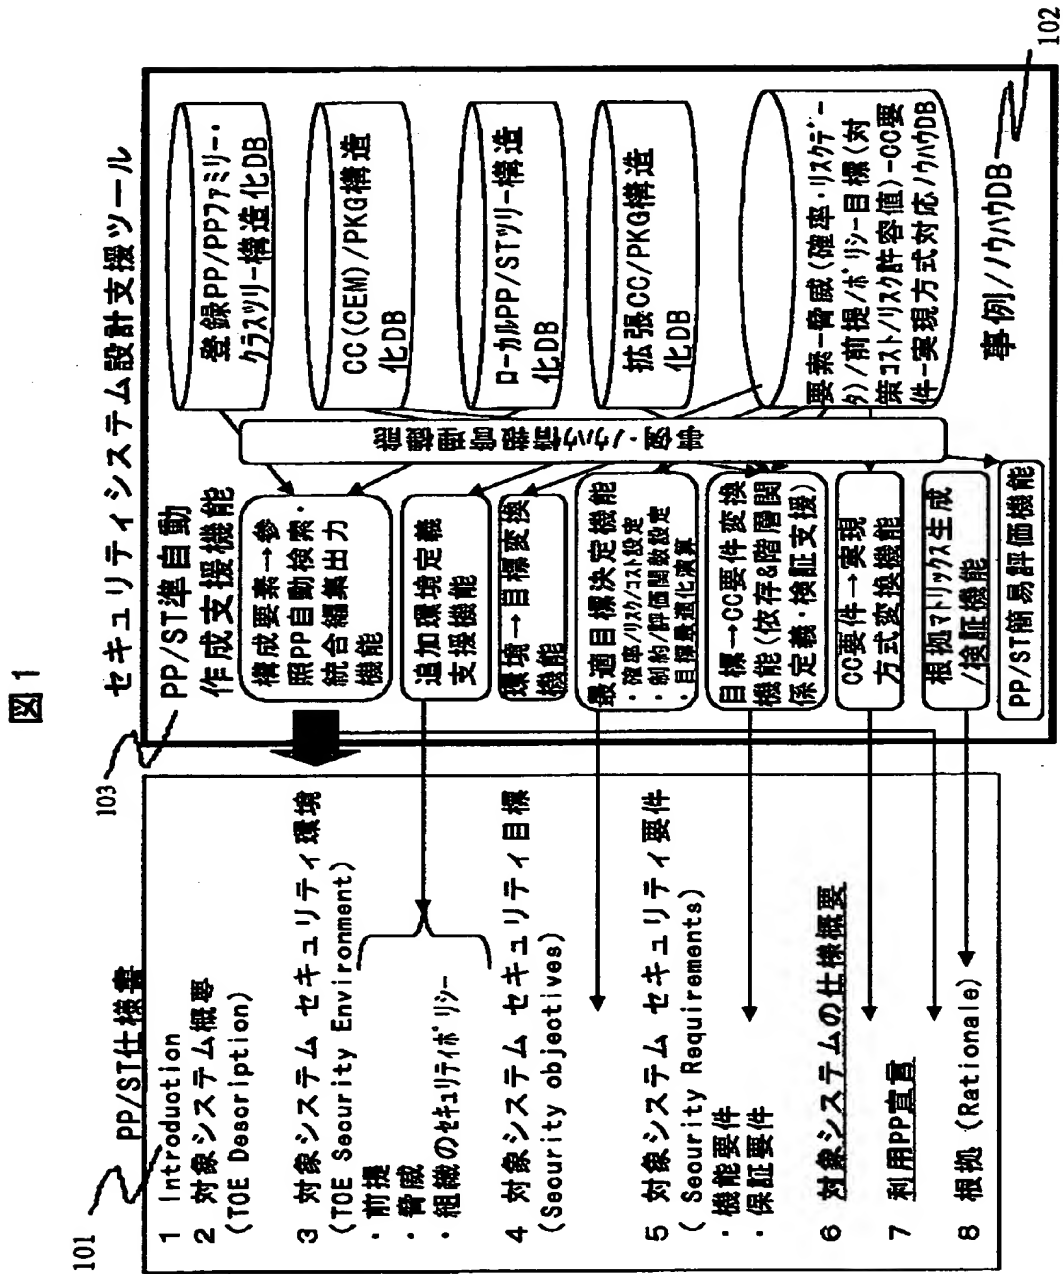 図1
セキュリティシステム設計支援ツール
101
PP/ST仕様書
1 Introduction
2 対象システム概要
(TOE Description)
3 対象システム セキュリティ環境
(TOE Security Environment)
・前提
・脅威
・組織のセキュリティポリシー
4 対象システム セキュリティ目標
(Security objectives)
5 対象システム セキュリティ要件
( Security Requirements)
・機能要件
・保証要件
6 対象システムの仕様概要
7 利用PP宣言
8 根拠 (Rationale)
103
PP/ST準自動
作成支援機能
構成要素→参
照PP自動検索・
統合編集出力
機能
追加環境定義
支援機能
環境→目標変換
機能
最適目標決定機能
・確率/リスク/コスト設定
・制約/評価関数設定
・目標最適化演算
目標→CC要件変換
機能(依存&階層関
係定義・検証支援)
CC要件→実現
方式変換機能
根拠マトリックス生成
/検証機能
PP/ST簡易評価機能
登録PP/PPファミリー・
クラスツリー構造化DB
CC(CEM)/PKG構造
化DB
ローカルPP/STツリー構造
化DB
拡張CC/PKG構造
化DB
要素-脅威(確率・リスクデー
タ)/前提/ポリシー目標(対
策コスト/リスク許容値)-CC要
件-実現方式対応ノウハウDB
事例/ノウハウDB
102